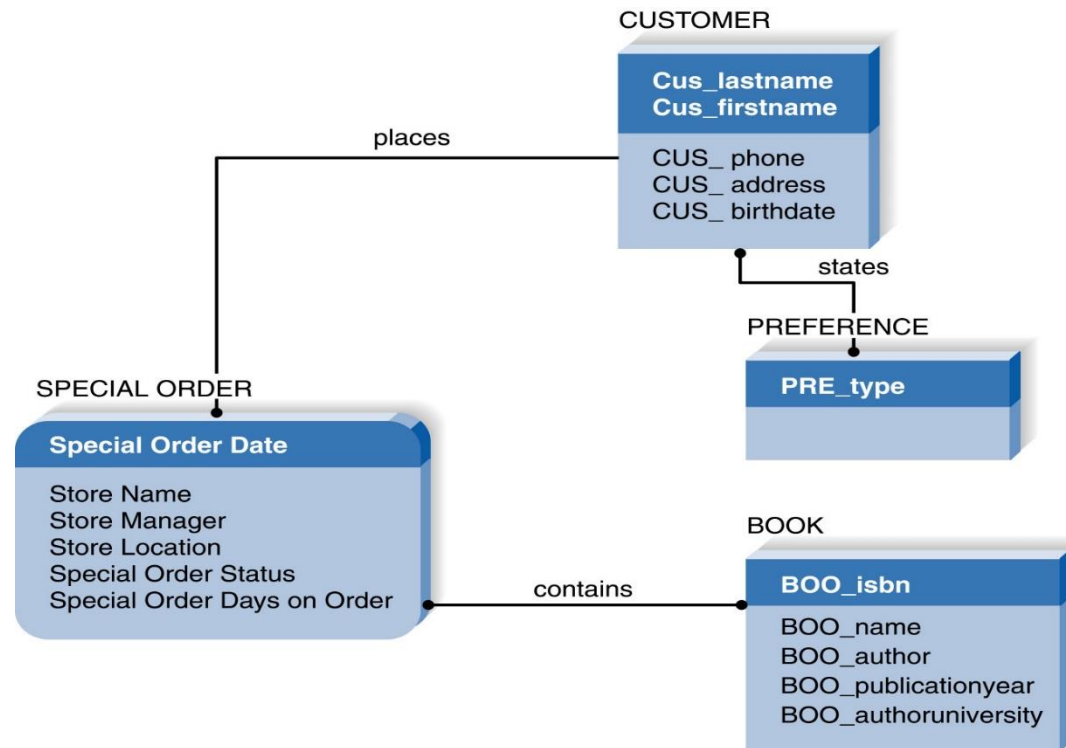 CUSTOMER
Cus_lastname
Cus_firstname
CUS_ phone
CUS_ address
CUS_ birthdate
places
states
PREFERENCE
PRE_type
SPECIAL ORDER
Special Order Date
Store Name
Store Manager
Store Location
Special Order Status
Special Order Days on Order
contains
BOOK
BOO_isbn
BOO_name
BOO_author
BOO_publicationyear
BOO_authoruniversity